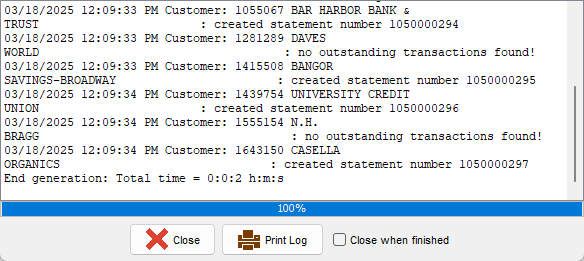 03/18/2025 12:09:33 PM Customer: 1055067 BAR HARBOR BANK &
TRUST                      : created statement number 1050000294
03/18/2025 12:09:33 PM Customer: 1281289 DAVES
WORLD                                  : no outstanding transactions found!
03/18/2025 12:09:33 PM Customer: 1415508 BANGOR
SAVINGS-BROADWAY                      : created statement number 1050000295
03/18/2025 12:09:34 PM Customer: 1439754 UNIVERSITY CREDIT
UNION                      : created statement number 1050000296
03/18/2025 12:09:34 PM Customer: 1555154 N.H.
BRAGG                                   : no outstanding transactions found!
03/18/2025 12:09:34 PM Customer: 1643150 CASELLA
ORGANICS                             : created statement number 1050000297
End generation: Total time = 0:0:2 h:m:s
100%
Close
Print Log
Close when finished